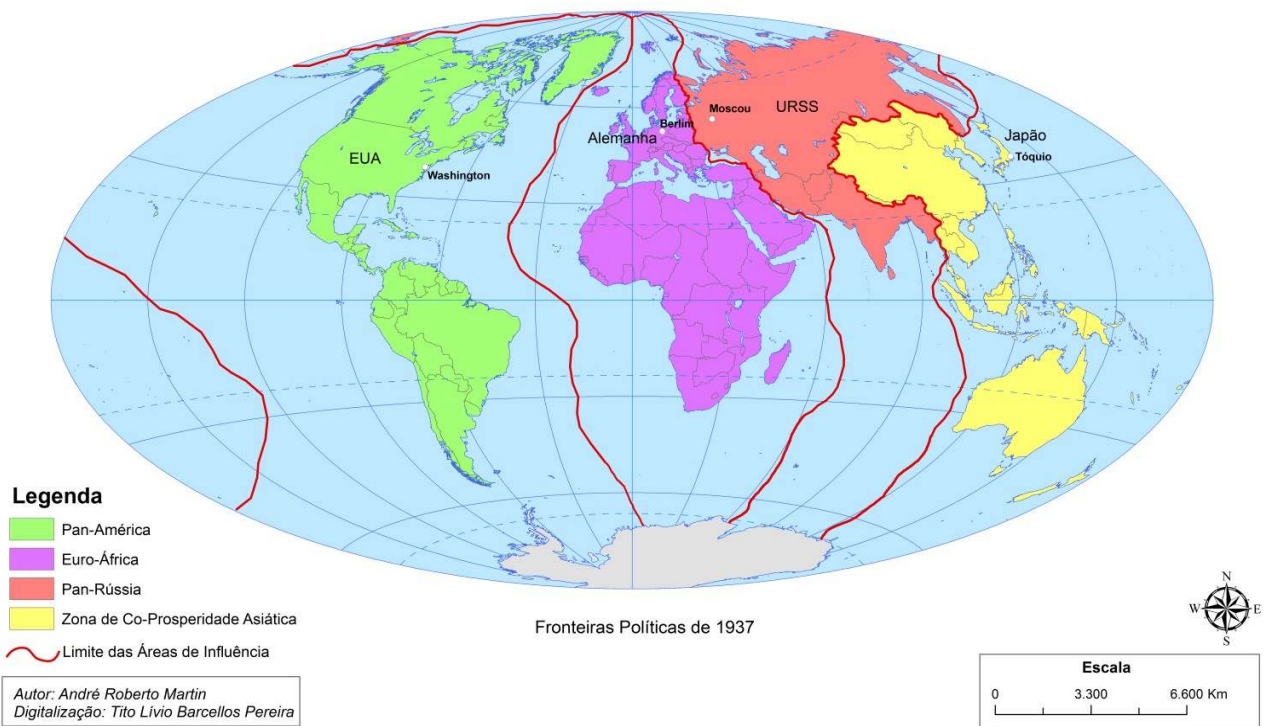 EUA
Washington
Alemanha
Berlim
Moscou
URSS
Japão
Tóquio
Legenda
Pan-América
Euro-África
Pan-Rússia
Zona de Co-Prosperidade Asiática
Limite das Áreas de Influência
Autor: André Roberto Martin
Digitalização: Tito Lívio Barcellos Pereira
Fronteiras Políticas de 1937
N
W E
S
Escala
0 3.300 6.600 Km